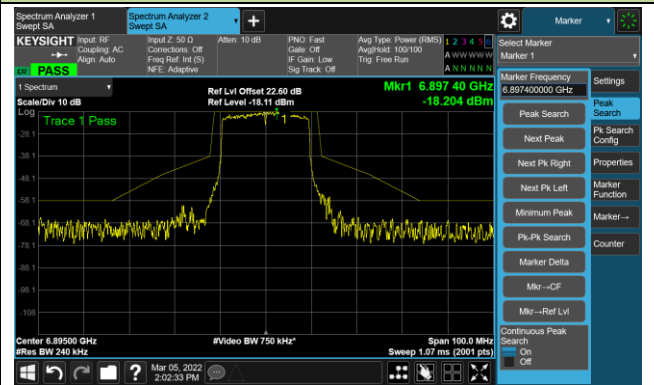 Spectrum Analyzer 1
Swept SA
Spectrum Analyzer 2
Swept SA
+
Marker
KEYSIGHT
Input: RF
Coupling: AC
Align: Auto
Input Z: 50 Ω
Corrections: Off
Freq Ref: Int (S)
NFE: Adaptive
Atten: 10 dB
PNO: Fast
Gate: Off
IF Gain: Low
Sig Track: Off
Avg Type: Power (RMS)
Avg|Hold: 100/100
Trig: Free Run
1 2 3 4 5 6
A W W W W W
A N N N N N
LXI
PASS
Select Marker
Marker 1
1 Spectrum
Scale/Div 10 dB
Ref Lvl Offset 22.60 dB
Ref Level -18.11 dBm
Mkr1 6.897 40 GHz
-18.204 dBm
Log
Trace 1 Pass
1
-28.1
-38.1
-48.1
-58.1
-68.1
-78.1
-88.1
-98.1
-108
Center 6.89500 GHz
#Video BW 750 kHz*
Span 100.0 MHz
#Res BW 240 kHz
Sweep 1.07 ms (2001 pts)
Marker Frequency
6.897400000 GHz
Peak Search
Next Peak
Next Pk Right
Next Pk Left
Minimum Peak
Pk-Pk Search
Marker Delta
Mkr→CF
Mkr→Ref Lvl
Continuous Peak
Search
On
Off
Settings
Peak
Search
Pk Search
Config
Properties
Marker
Function
Marker→
Counter
?
Mar 05, 2022
2:02:33 PM